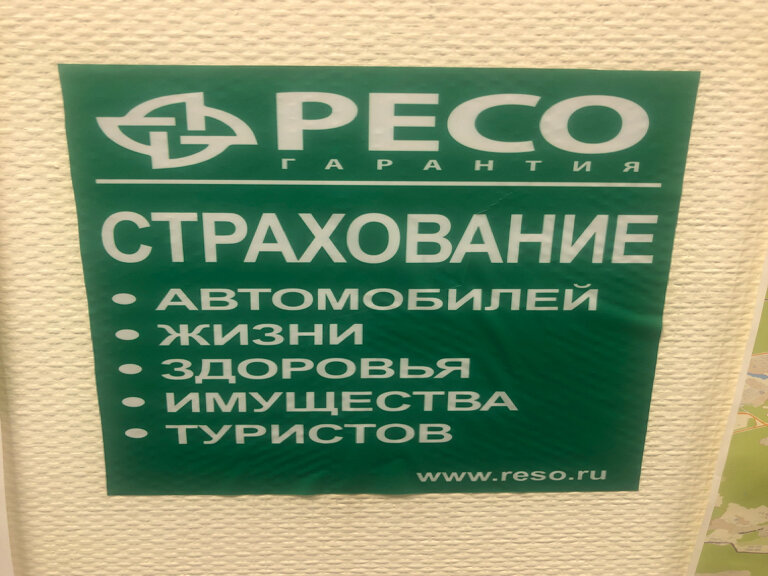 РЕСО
ГАРАНТИЯ
СТРАХОВАНИЕ
• АВТОМОБИЛЕЙ
• ЖИЗНИ
• ЗДОРОВЬЯ
• ИМУЩЕСТВА
• ТУРИСТОВ
www.reso.ru